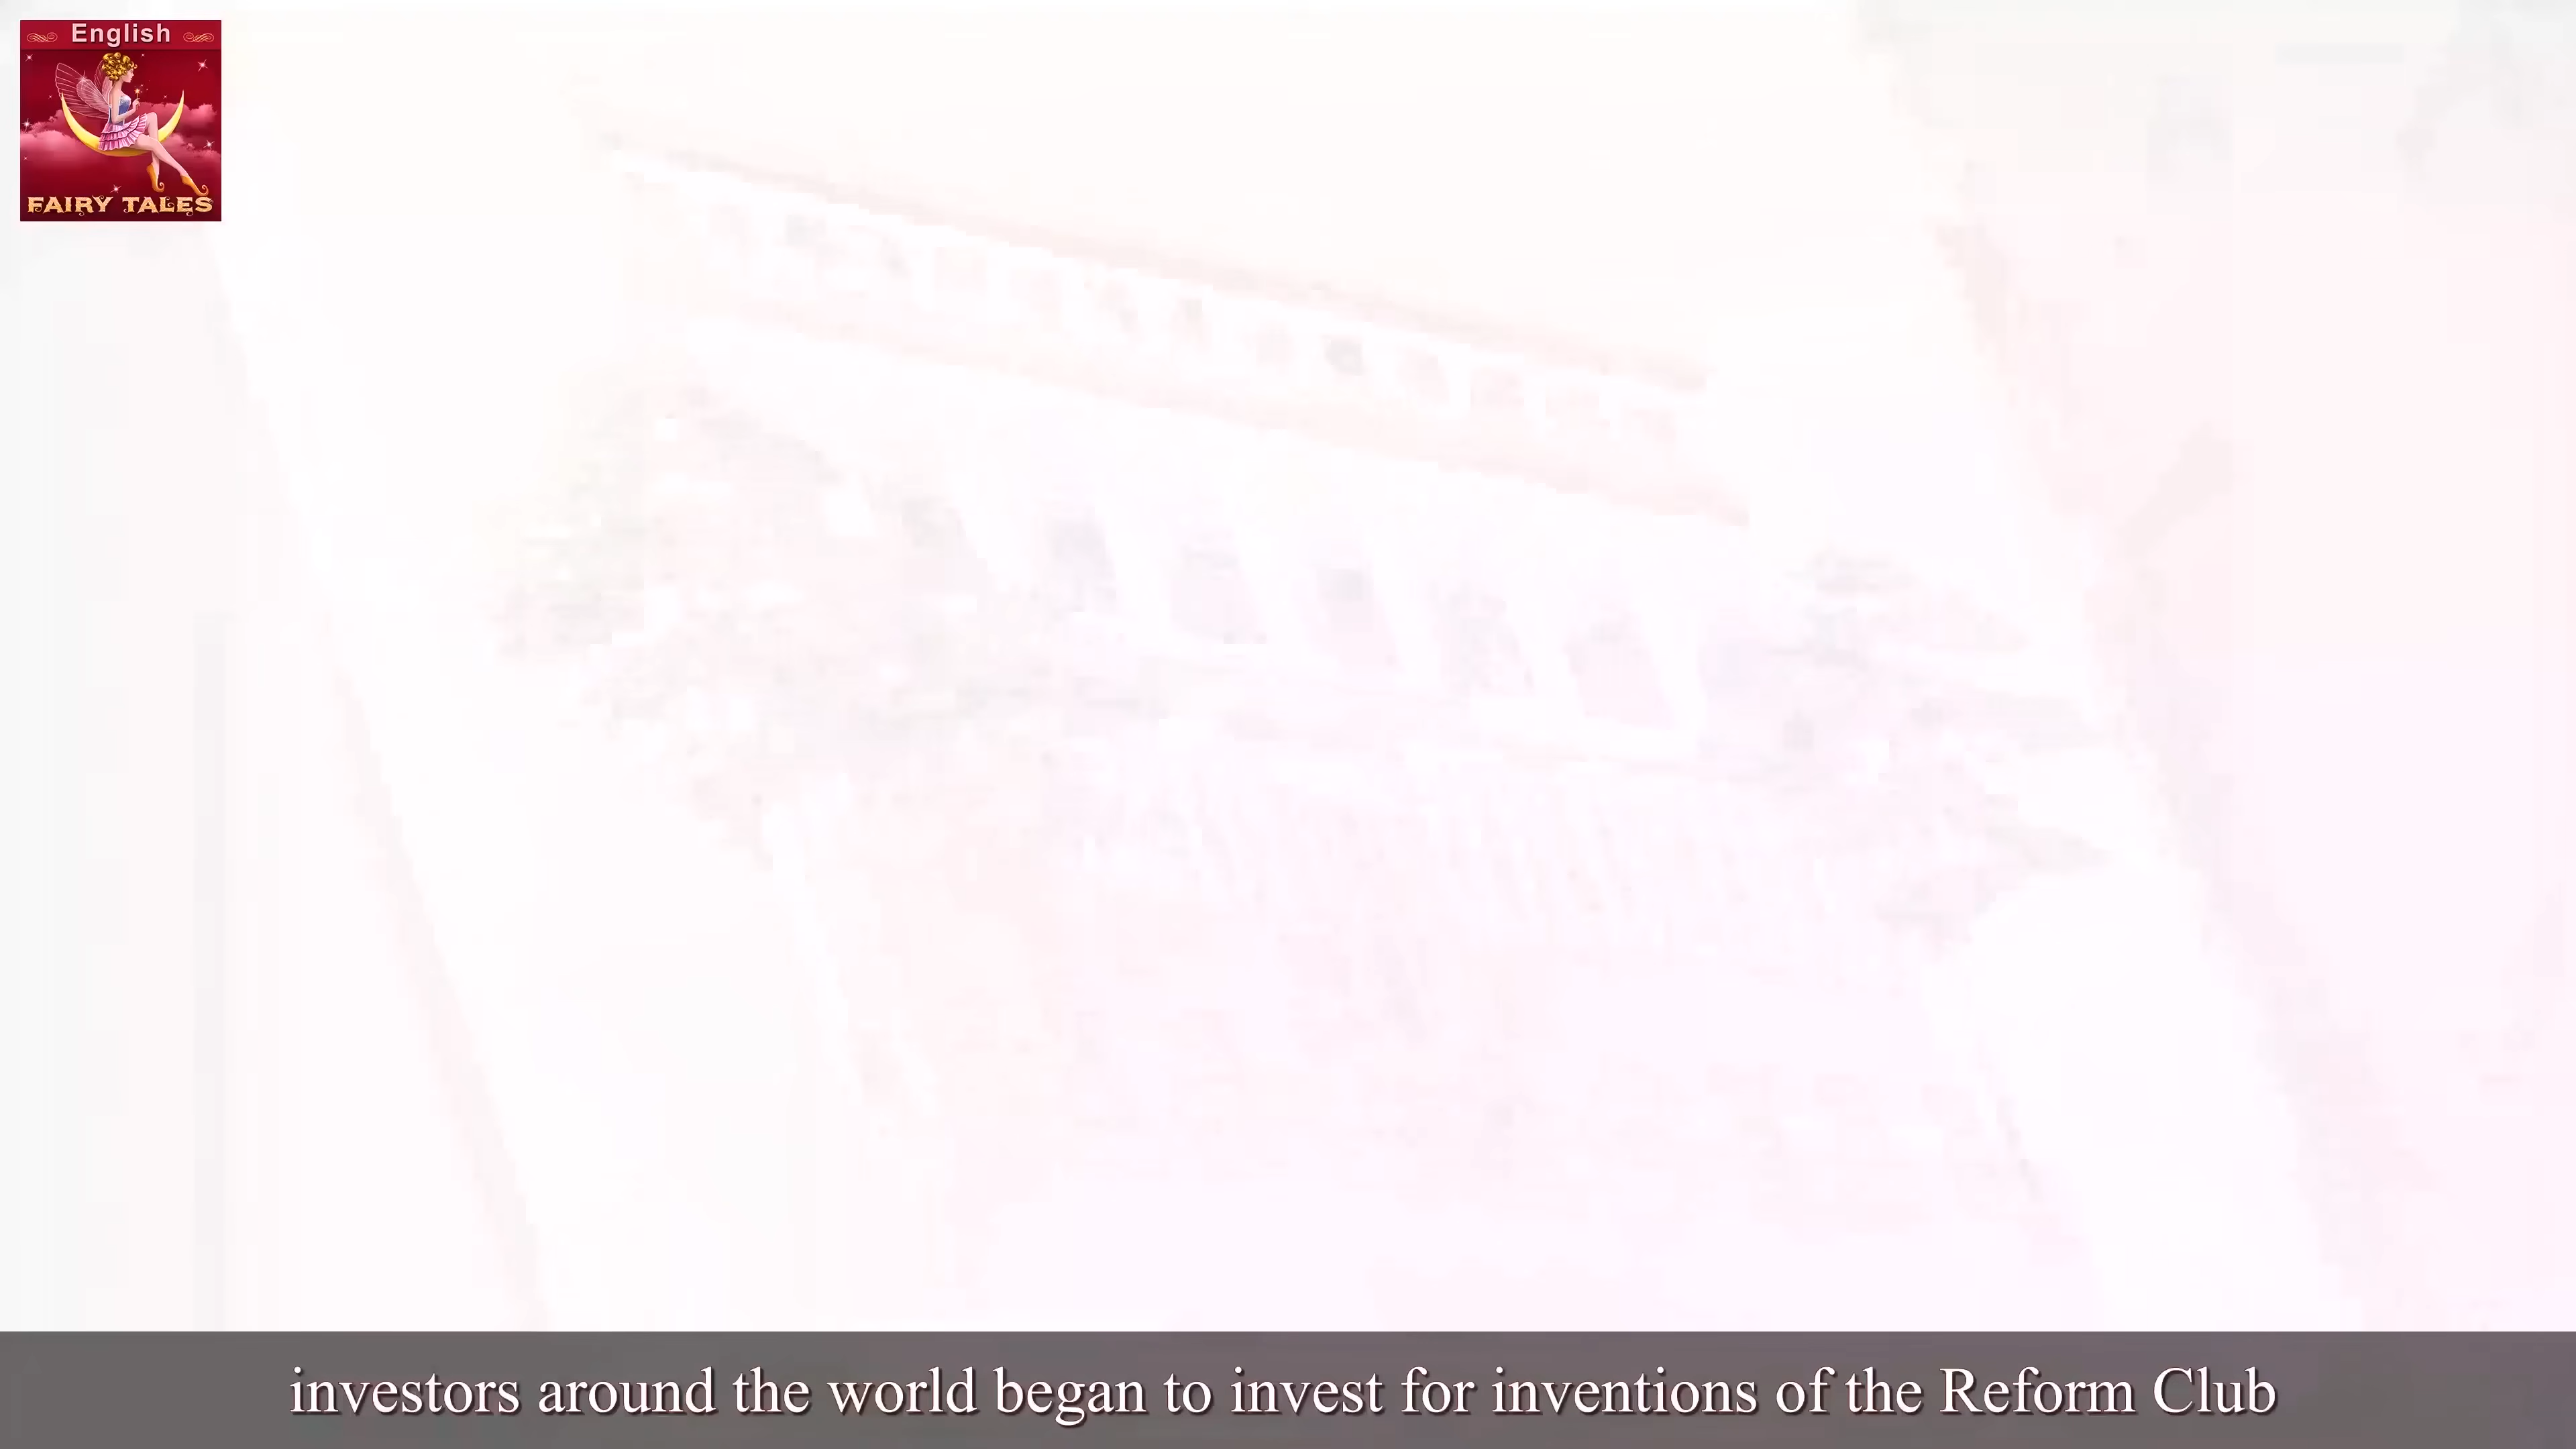 English
FAIRY TALES
investors around the world began to invest for inventions of the Reform Club